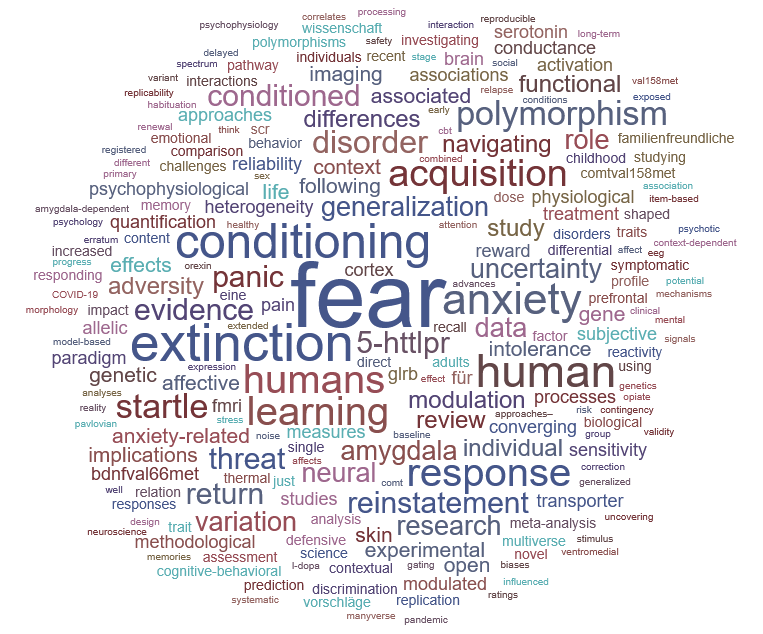 correlates processing
psychophysiology wissenschaft interaction reproducible
polymorphisms safety investigating serotonin long-term
delayed individuals recent stage brain conductance
spectrum pathway imaging associations social activation
variant interactions relapse functional val158met
replicability conditioned associated conditions exposed
habituation approaches differences early polymorphism
renewal think scr disorder cbt navigating role familienfreundliche
registered emotional behavior
different comparison context combined acquisition childhood studying
challenges reliability comtval158met
primary sex psychophysiological life following dose physiological association
memory heterogeneity generalization item-based
amygdala-dependent quantification healthy attention study treatment shaped
psychology erratum content conditioning disorders traits psychotic
increased orexin reward differential affect eeg context-dependent
progress effects cortex uncertainty symptomatic
responding adversity panic fear advances profile potential
COVID-19 eine anxiety prefrontal mechanisms
morphology impact evidence pain gene clinical
allelic extended recall data factor subjective mental
model-based extinction 5-httlpr signals
paradigm direct adults intolerance reactivity
genetic expression humans glrb effect für human using
analyses affective genetics
reality startle fmri learning modulation processes risk opiate
pavlovian stress review approaches– contingency
anxiety-related noise measures baseline converging biological
implications single amygdala individual group sensitivity validity
bdnfval66met threat affects response correction
thermal neural comt generalized
well relation return just reinstatement transporter
responses studies uncovering
design trait variation analysis research meta-analysis
neuroscience methodological defensive skin multiverse stimulus
memories assessment science experimental novel ventromedial
cognitive-behavioral l-dopa contextual gating open biases
prediction discrimination modulated influenced
systematic vorschläge replication ratings
manyverse pandemic